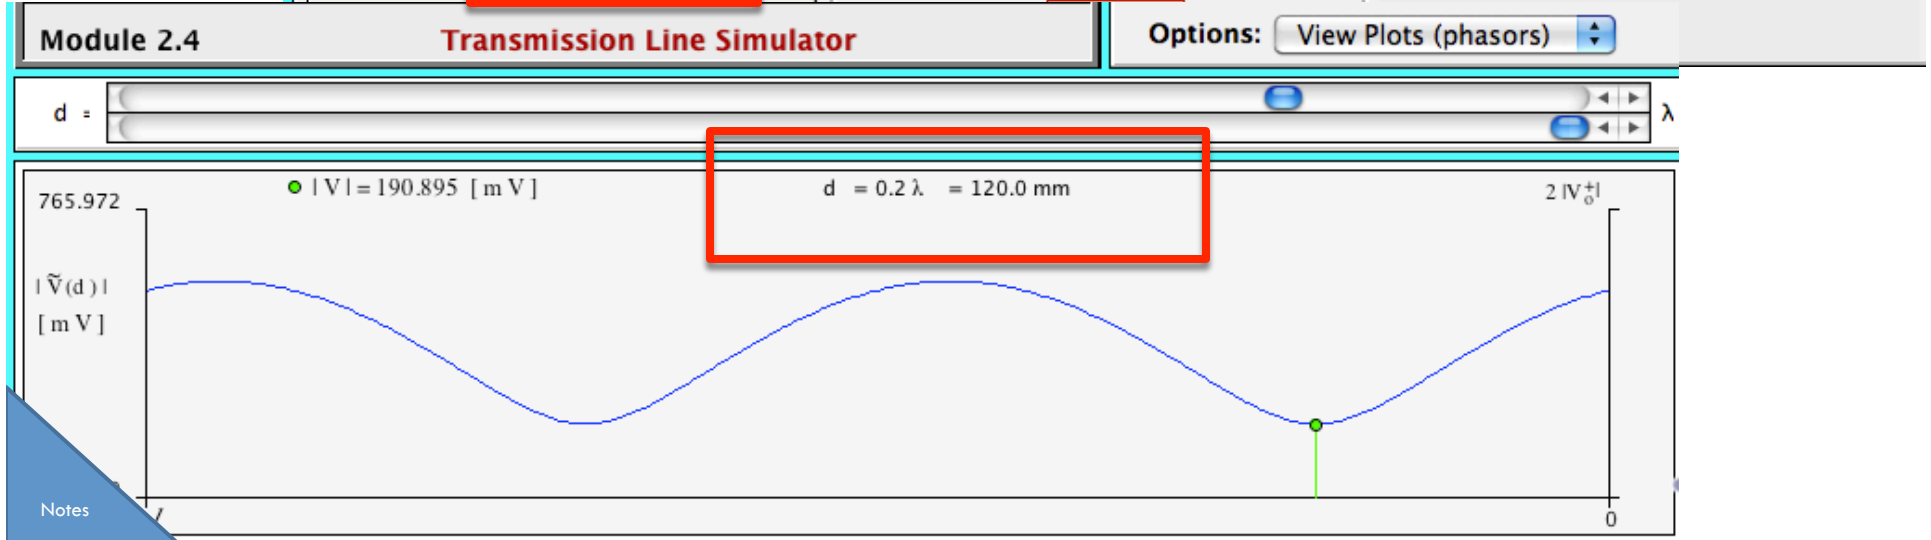 Module 2.4
Transmission Line Simulator
Options: View Plots (phasors)
d =
λ
765.972
| V | = 190.895 [ m V ]
d = 0.2 λ = 120.0 mm
2 |V₀⁺|
| Ṽ(d) |
[ m V ]
Notes
0